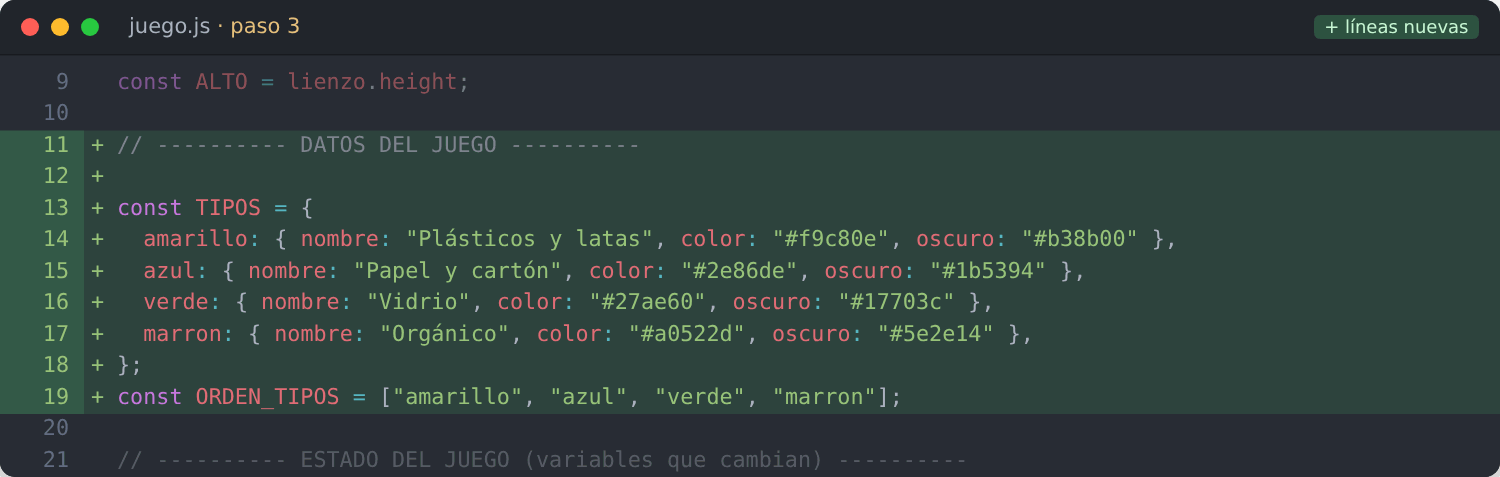 juego.js · paso 3
+ líneas nuevas
9 const ALTO = lienzo.height;
10
11 + // ---------- DATOS DEL JUEGO ----------
12 +
13 + const TIPOS = {
14 +   amarillo: { nombre: "Plásticos y latas", color: "#f9c80e", oscuro: "#b38b00" },
15 +   azul: { nombre: "Papel y cartón", color: "#2e86de", oscuro: "#1b5394" },
16 +   verde: { nombre: "Vidrio", color: "#27ae60", oscuro: "#17703c" },
17 +   marron: { nombre: "Orgánico", color: "#a0522d", oscuro: "#5e2e14" },
18 + };
19 + const ORDEN_TIPOS = ["amarillo", "azul", "verde", "marron"];
20
21 // ---------- ESTADO DEL JUEGO (variables que cambian) ----------